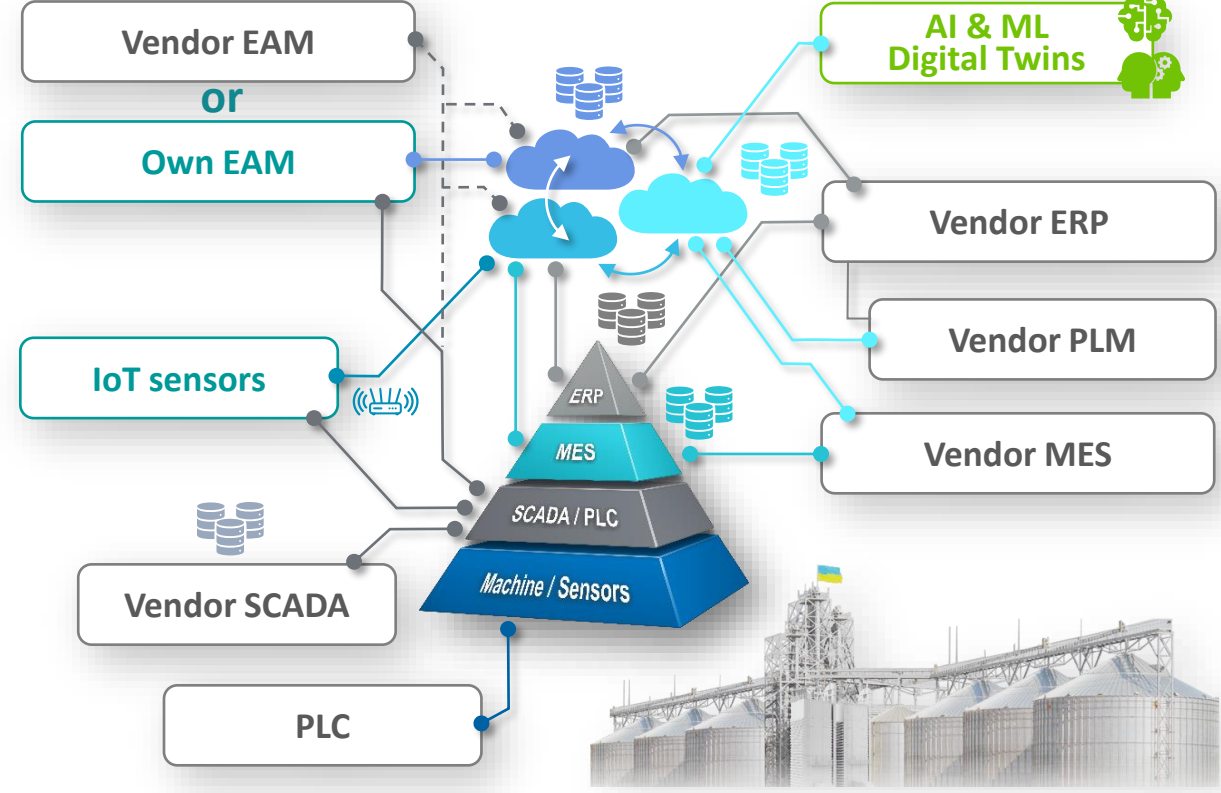 Vendor EAM
or
Own EAM
AI & ML
Digital Twins
Vendor ERP
Vendor PLM
IoT sensors
Vendor MES
ERP
MES
SCADA / PLC
Machine / Sensors
Vendor SCADA
PLC